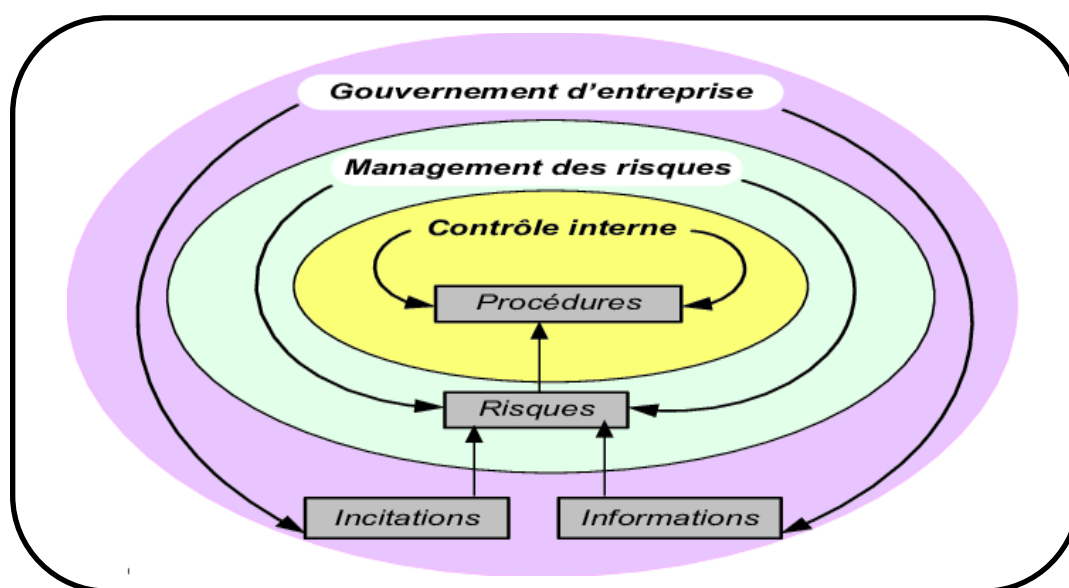 Gouvernement d'entreprise
Management des risques
Contrôle interne
Procédures
Risques
Incitations
Informations